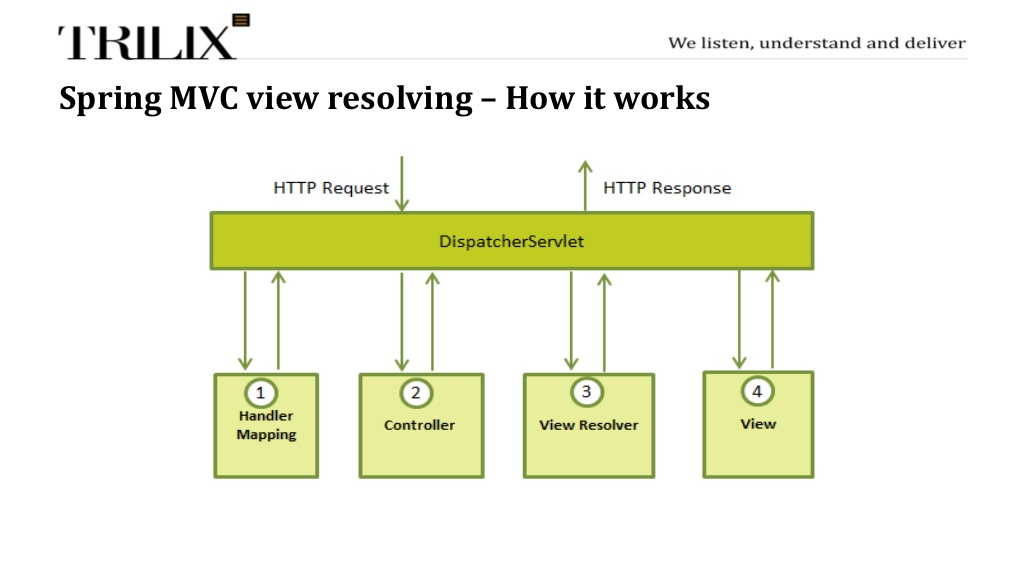 TRILIX
We listen, understand and deliver
Spring MVC view resolving – How it works
HTTP Request
HTTP Response
DispatcherServlet
1
Handler
Mapping
2
Controller
3
View Resolver
4
View